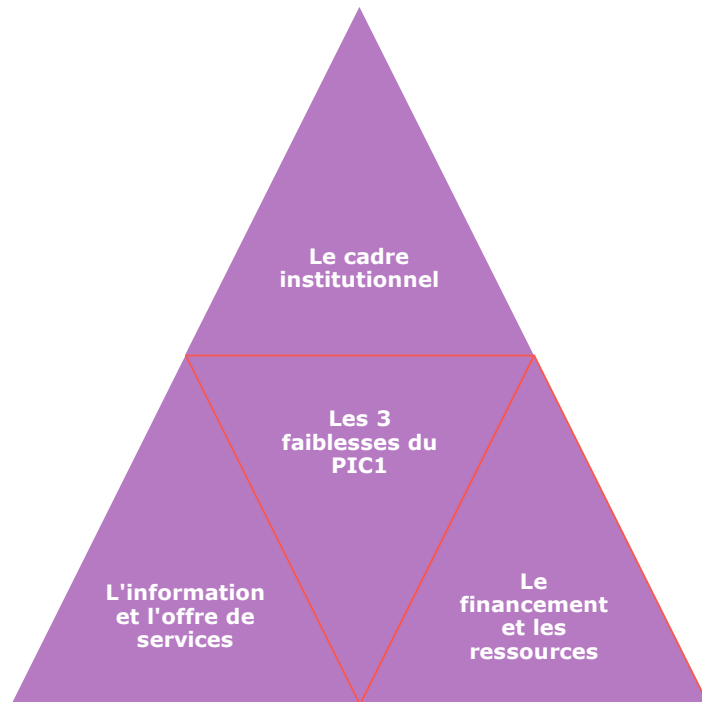 Le cadre
institutionnel
Les 3
faiblesses du
PIC1
L'information
et l'offre de
services
Le
financement
et les
ressources